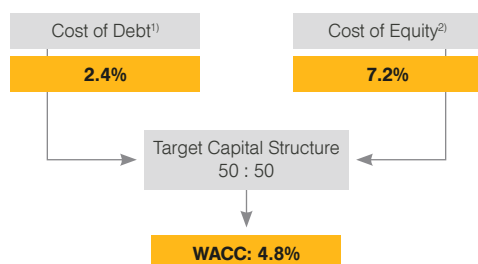 Cost of Debt¹⁾
Cost of Equity²⁾
2.4%
7.2%
Target Capital Structure
50 : 50
WACC: 4.8%